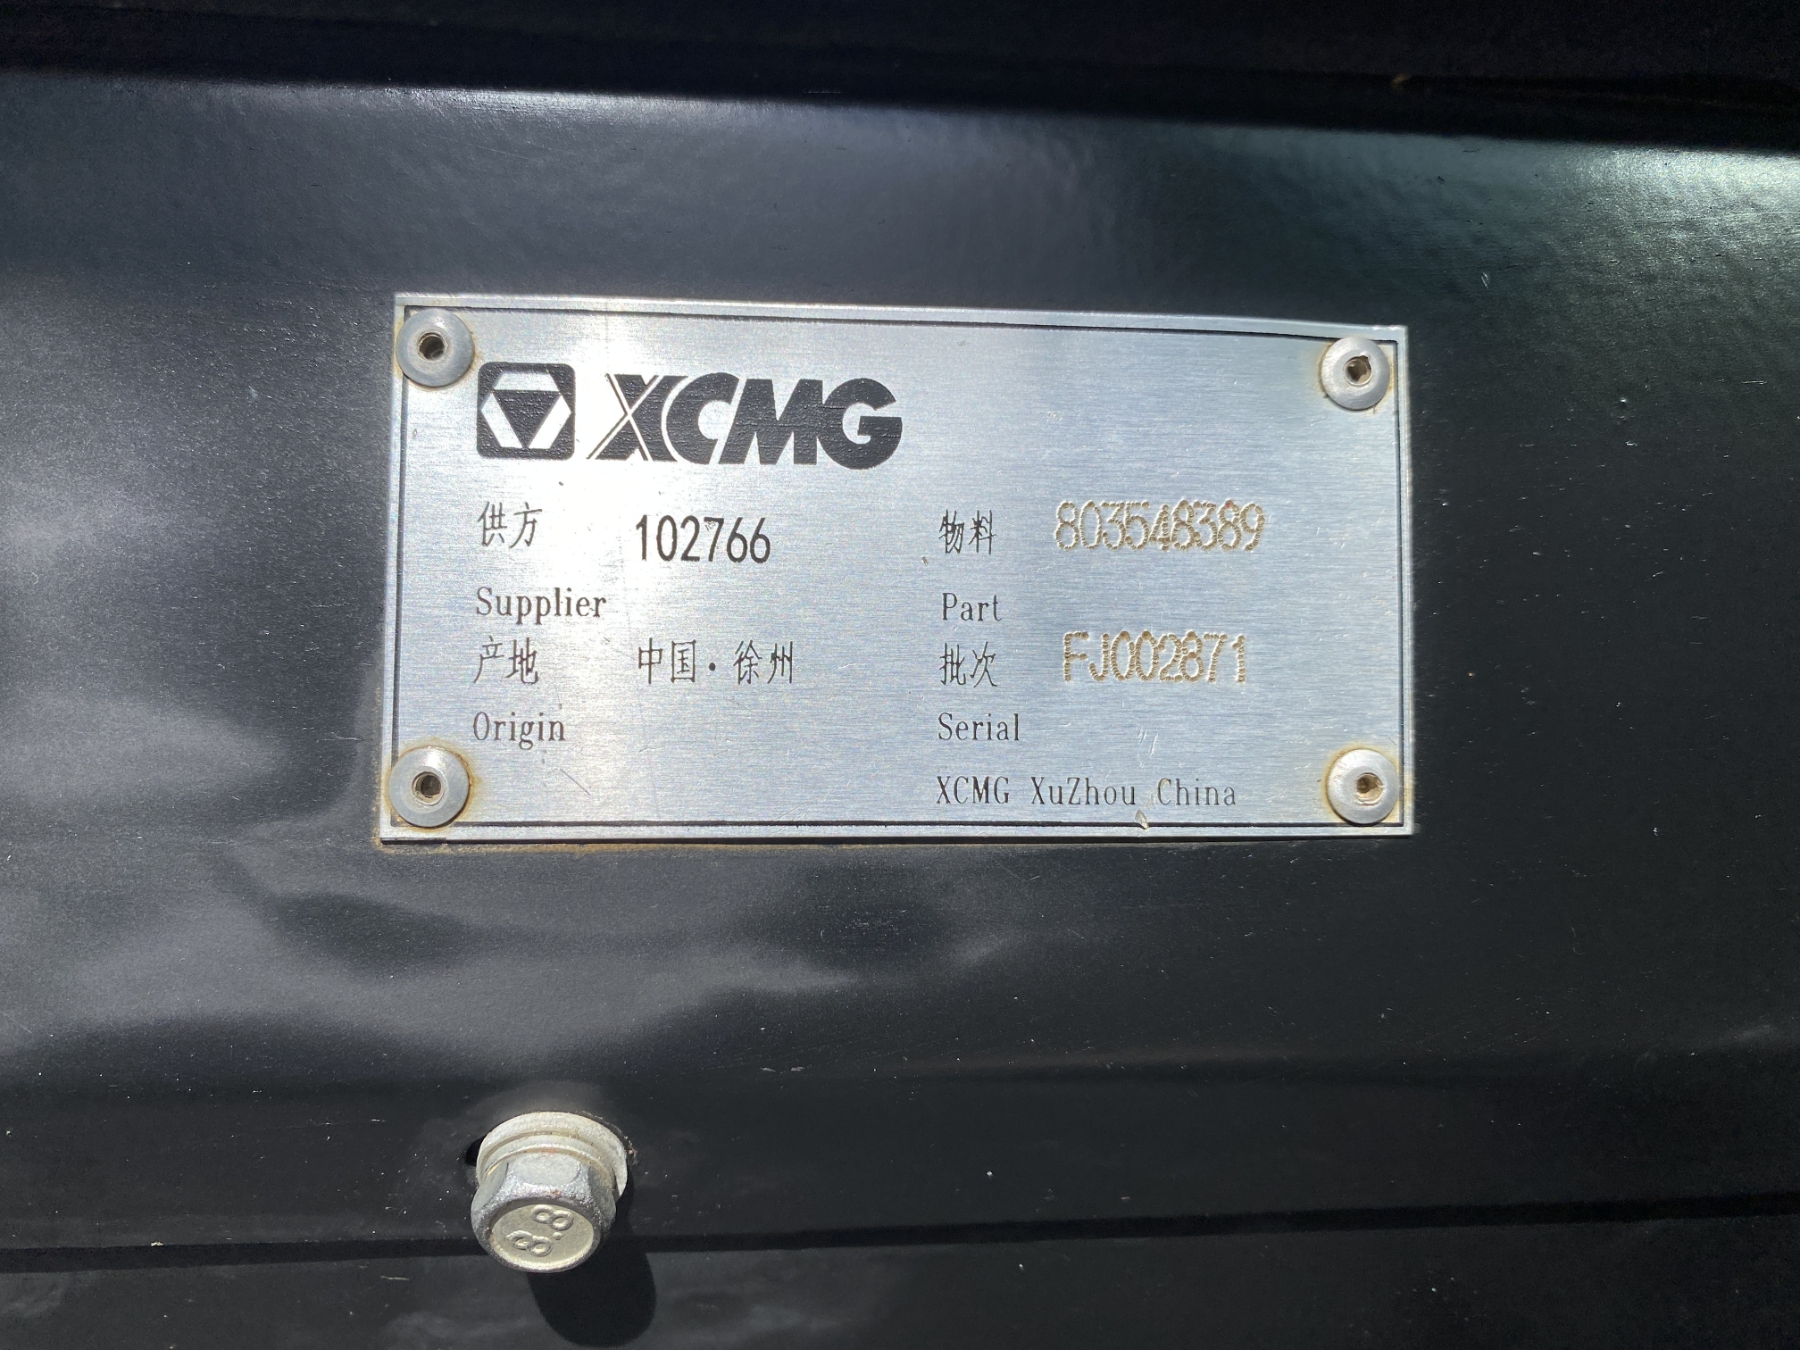 XCMG
供方 102766 物料 803548389
Supplier Part
产地 中国·徐州 批次 FJ002871
Origin Serial
XCMG XuZhou China
8.8